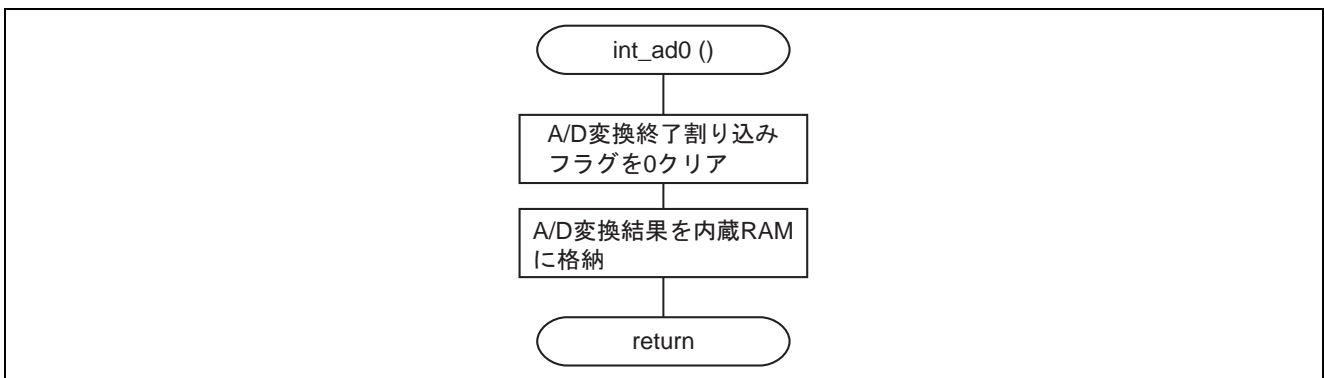 int_ad0 ()
A/D変換終了割り込み
フラグを0クリア
A/D変換結果を内蔵RAM
に格納
return